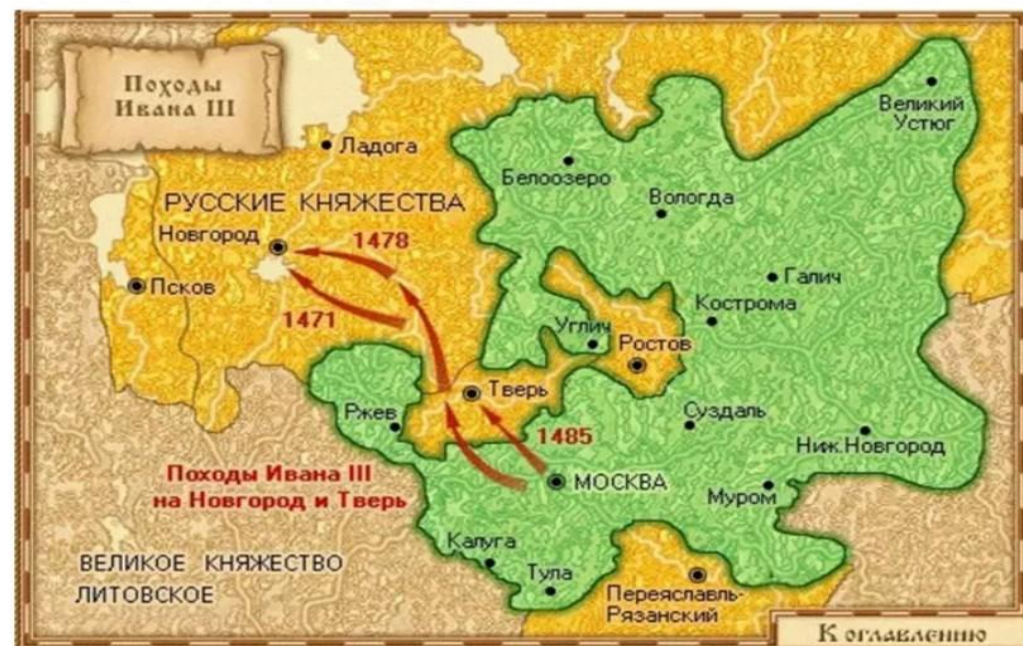 Походы
Ивана III
Великий
Устюг
Ладога
Белоозеро
Вологда
РУССКИЕ КНЯЖЕСТВА
Новгород
1478
Псков
Галич
Кострома
1471
Углич
Ростов
Тверь
Ржев
Суздаль
1485
Ниж.Новгород
Походы Ивана III
на Новгород и Тверь
МОСКВА
Муром
Калуга
ВЕЛИКОЕ КНЯЖЕСТВО
ЛИТОВСКОЕ
Тула
Переяславль-
Рязанский
К оглавлению